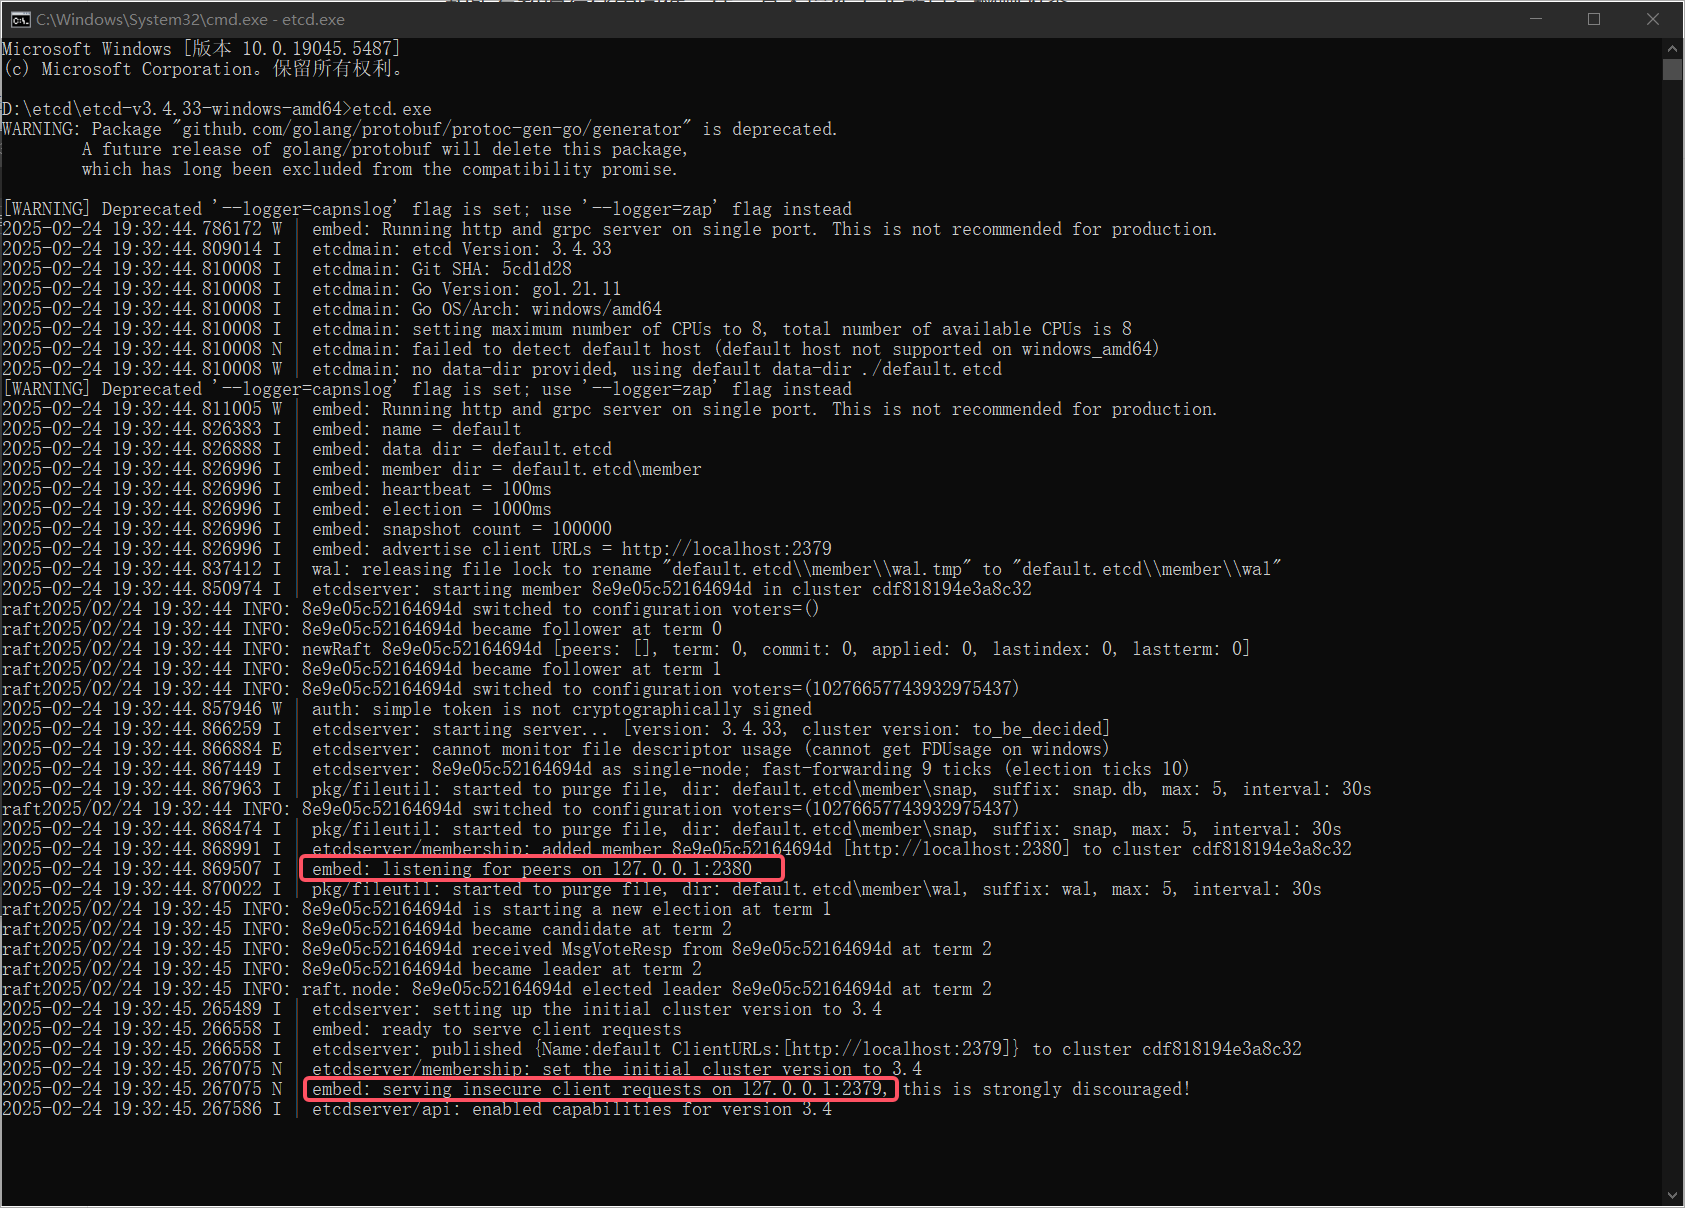 C:\Windows\System32\cmd.exe - etcd.exe
Microsoft Windows [版本 10.0.19045.5487]
(c) Microsoft Corporation。保留所有权利。
D:\etcd\etcd-v3.4.33-windows-amd64>etcd.exe
WARNING: Package "github.com/golang/protobuf/protoc-gen-go/generator" is deprecated.
A future release of golang/protobuf will delete this package,
which has long been excluded from the compatibility promise.
[WARNING] Deprecated '--logger=capnslog' flag is set; use '--logger=zap' flag instead
2025-02-24 19:32:44.786172 W | embed: Running http and grpc server on single port. This is not recommended for production.
2025-02-24 19:32:44.809014 I | etcdmain: etcd Version: 3.4.33
2025-02-24 19:32:44.810008 I | etcdmain: Git SHA: 5cd1d28
2025-02-24 19:32:44.810008 I | etcdmain: Go Version: go1.21.11
2025-02-24 19:32:44.810008 I | etcdmain: Go OS/Arch: windows/amd64
2025-02-24 19:32:44.810008 I | etcdmain: setting maximum number of CPUs to 8, total number of available CPUs is 8
2025-02-24 19:32:44.810008 N | etcdmain: failed to detect default host (default host not supported on windows_amd64)
2025-02-24 19:32:44.810008 W | etcdmain: no data-dir provided, using default data-dir ./default.etcd
[WARNING] Deprecated '--logger=capnslog' flag is set; use '--logger=zap' flag instead
2025-02-24 19:32:44.811005 W | embed: Running http and grpc server on single port. This is not recommended for production.
2025-02-24 19:32:44.826383 I | embed: name = default
2025-02-24 19:32:44.826888 I | embed: data dir = default.etcd
2025-02-24 19:32:44.826996 I | embed: member dir = default.etcd\member
2025-02-24 19:32:44.826996 I | embed: heartbeat = 100ms
2025-02-24 19:32:44.826996 I | embed: election = 1000ms
2025-02-24 19:32:44.826996 I | embed: snapshot count = 100000
2025-02-24 19:32:44.826996 I | embed: advertise client URLs = http://localhost:2379
2025-02-24 19:32:44.837412 I | wal: releasing file lock to rename "default.etcd\\member\\wal.tmp" to "default.etcd\\member\\wal"
2025-02-24 19:32:44.850974 I | etcdserver: starting member 8e9e05c52164694d in cluster cdf818194e3a8c32
raft2025/02/24 19:32:44 INFO: 8e9e05c52164694d switched to configuration voters=()
raft2025/02/24 19:32:44 INFO: 8e9e05c52164694d became follower at term 0
raft2025/02/24 19:32:44 INFO: newRaft 8e9e05c52164694d [peers: [], term: 0, commit: 0, applied: 0, lastindex: 0, lastterm: 0]
raft2025/02/24 19:32:44 INFO: 8e9e05c52164694d became follower at term 1
raft2025/02/24 19:32:44 INFO: 8e9e05c52164694d switched to configuration voters=(10276657743932975437)
2025-02-24 19:32:44.857946 W | auth: simple token is not cryptographically signed
2025-02-24 19:32:44.866259 I | etcdserver: starting server... [version: 3.4.33, cluster version: to_be_decided]
2025-02-24 19:32:44.866884 E | etcdserver: cannot monitor file descriptor usage (cannot get FDUsage on windows)
2025-02-24 19:32:44.867449 I | etcdserver: 8e9e05c52164694d as single-node; fast-forwarding 9 ticks (election ticks 10)
2025-02-24 19:32:44.867963 I | pkg/fileutil: started to purge file, dir: default.etcd\member\snap, suffix: snap.db, max: 5, interval: 30s
raft2025/02/24 19:32:44 INFO: 8e9e05c52164694d switched to configuration voters=(10276657743932975437)
2025-02-24 19:32:44.868474 I | pkg/fileutil: started to purge file, dir: default.etcd\member\snap, suffix: snap, max: 5, interval: 30s
2025-02-24 19:32:44.868991 I | etcdserver/membership: added member 8e9e05c52164694d [http://localhost:2380] to cluster cdf818194e3a8c32
2025-02-24 19:32:44.869507 I | embed: listening for peers on 127.0.0.1:2380
2025-02-24 19:32:44.870022 I | pkg/fileutil: started to purge file, dir: default.etcd\member\wal, suffix: wal, max: 5, interval: 30s
raft2025/02/24 19:32:45 INFO: 8e9e05c52164694d is starting a new election at term 1
raft2025/02/24 19:32:45 INFO: 8e9e05c52164694d became candidate at term 2
raft2025/02/24 19:32:45 INFO: 8e9e05c52164694d received MsgVoteResp from 8e9e05c52164694d at term 2
raft2025/02/24 19:32:45 INFO: 8e9e05c52164694d became leader at term 2
raft2025/02/24 19:32:45 INFO: raft.node: 8e9e05c52164694d elected leader 8e9e05c52164694d at term 2
2025-02-24 19:32:45.265489 I | etcdserver: setting up the initial cluster version to 3.4
2025-02-24 19:32:45.266558 I | embed: ready to serve client requests
2025-02-24 19:32:45.266558 I | etcdserver: published {Name:default ClientURLs:[http://localhost:2379]} to cluster cdf818194e3a8c32
2025-02-24 19:32:45.267075 N | etcdserver/membership: set the initial cluster version to 3.4
2025-02-24 19:32:45.267075 N | embed: serving insecure client requests on 127.0.0.1:2379, this is strongly discouraged!
2025-02-24 19:32:45.267586 I | etcdserver/api: enabled capabilities for version 3.4